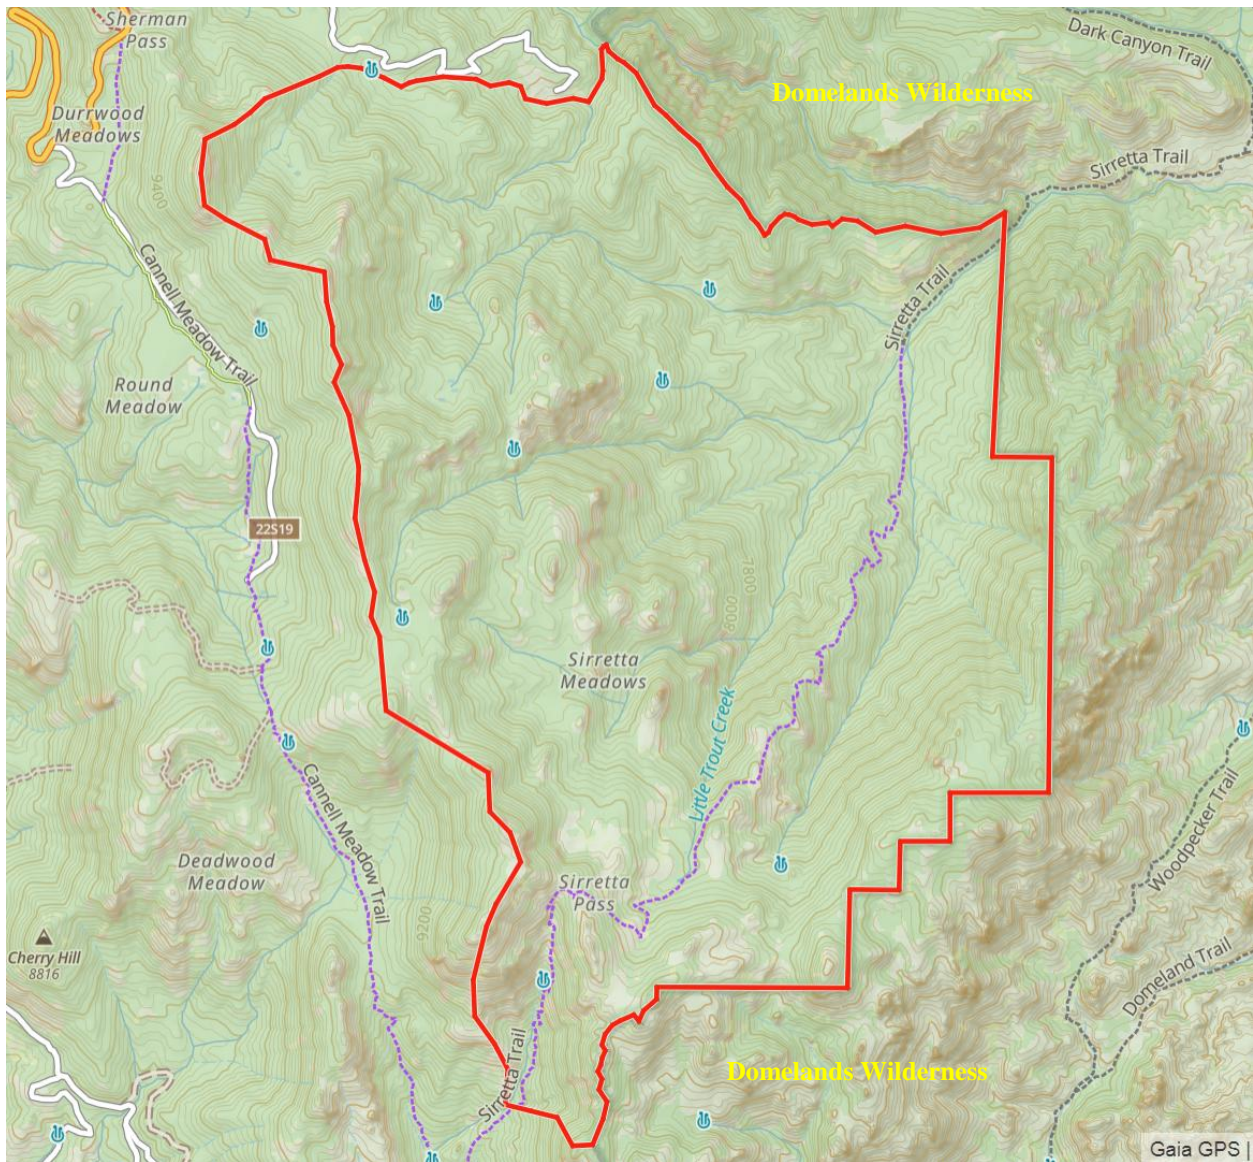 Sherman
Pass
Dark Canyon Trail
Domelands Wilderness
Durrwood
Meadows
Sirretta Trail
9400
Cannell Meadow Trail
Sirretta Trail
Round
Meadow
22S19
7800
8000
Sirretta
Meadows
Little Trout Creek
Cannell Meadow Trail
Woodpecker Trail
Deadwood
Meadow
Sirretta
Pass
9200
Cherry Hill
8816
Domeland Trail
Sirretta Trail
Domelands Wilderness
Gaia GPS |